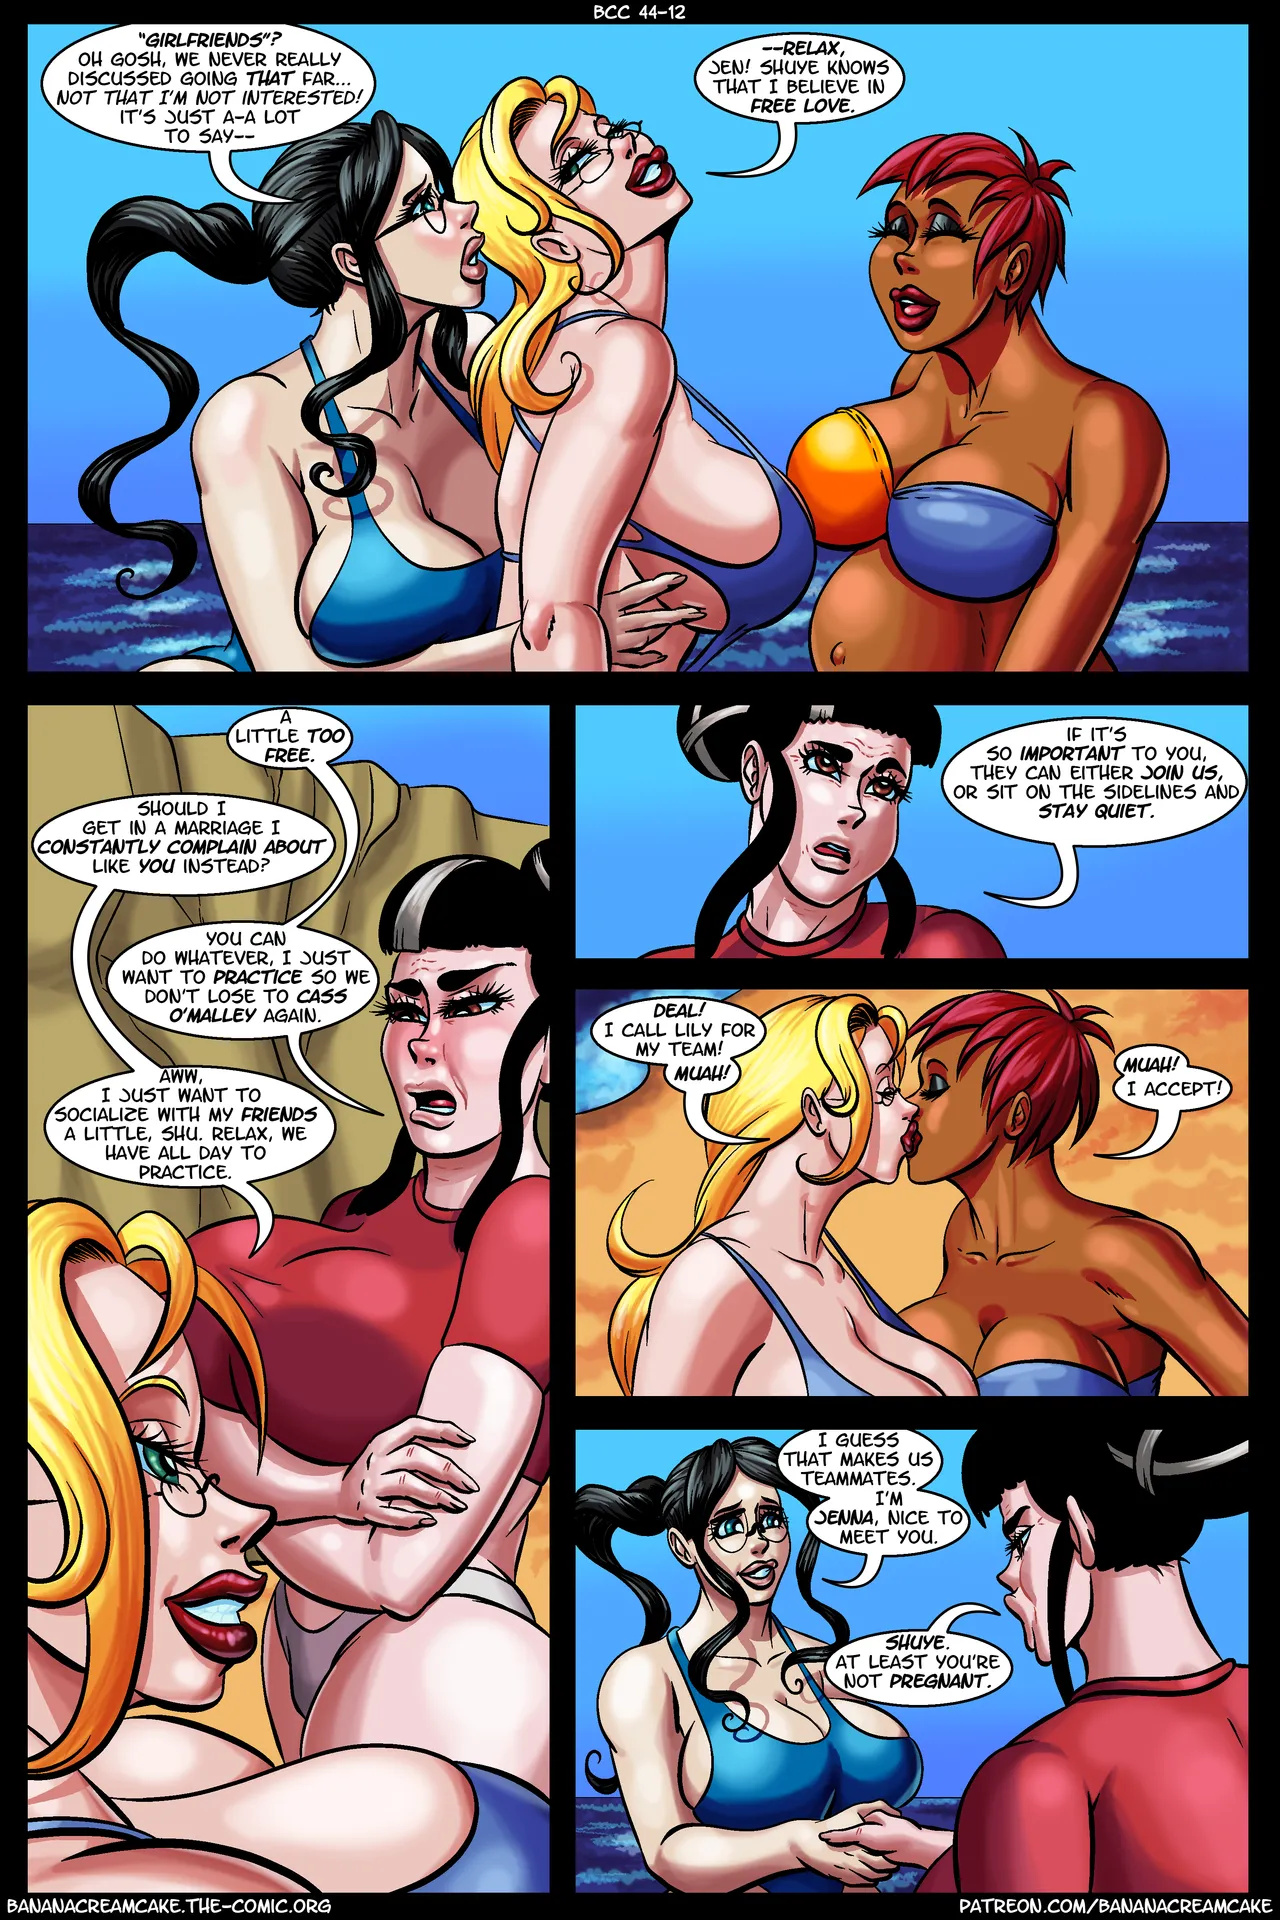 BCC 44-12
"GIRLFRIENDS"?
OH GOSH, WE NEVER REALLY
DISCUSSED GOING THAT FAR...
NOT THAT I'M NOT INTERESTED!
IT'S JUST A-A LOT
TO SAY--
--RELAX,
JEN! SHUYE KNOWS
THAT I BELIEVE IN
FREE LOVE.
A
LITTLE TOO
FREE.
SHOULD I
GET IN A MARRIAGE I
CONSTANTLY COMPLAIN ABOUT
LIKE YOU INSTEAD?
YOU CAN
DO WHATEVER, I JUST
WANT TO PRACTICE SO WE
DON'T LOSE TO CASS
O'MALLEY AGAIN.
AWW,
I JUST WANT TO
SOCIALIZE WITH MY FRIENDS
A LITTLE, SHU. RELAX, WE
HAVE ALL DAY TO
PRACTICE.
IF IT'S
SO IMPORTANT TO YOU,
THEY CAN EITHER JOIN US,
OR SIT ON THE SIDELINES AND
STAY QUIET.
DEAL!
I CALL LILY FOR
MY TEAM!
MUAH!
MUAH!
I ACCEPT!
I GUESS
THAT MAKES US
TEAMMATES.
I'M
JENNA, NICE TO
MEET YOU.
SHUYE.
AT LEAST YOU'RE
NOT PREGNANT.
BANANACREAMCAKE.THE-COMIC.ORG
PATREON.COM/BANANACREAMCAKE